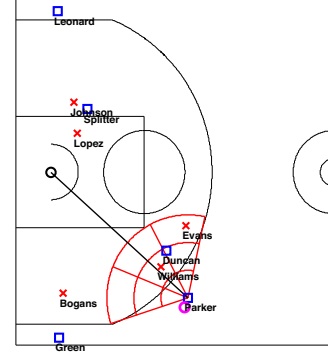 Leonard
Johnson
Splitter
Lopez
Evans
Duncan
Williams
Bogans
Parker
Green